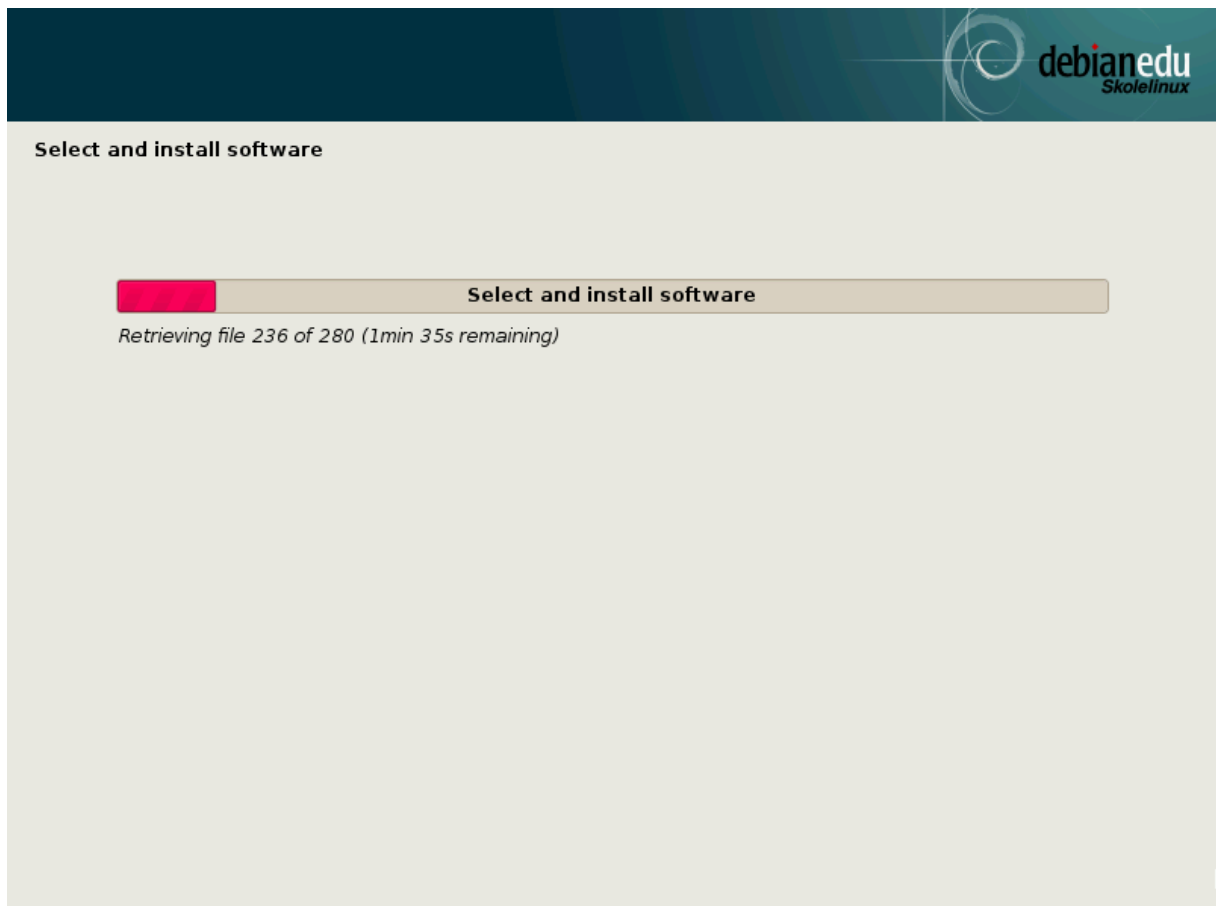 debianedu
Skolelinux
Select and install software
Select and install software
Retrieving file 236 of 280 (1min 35s remaining)